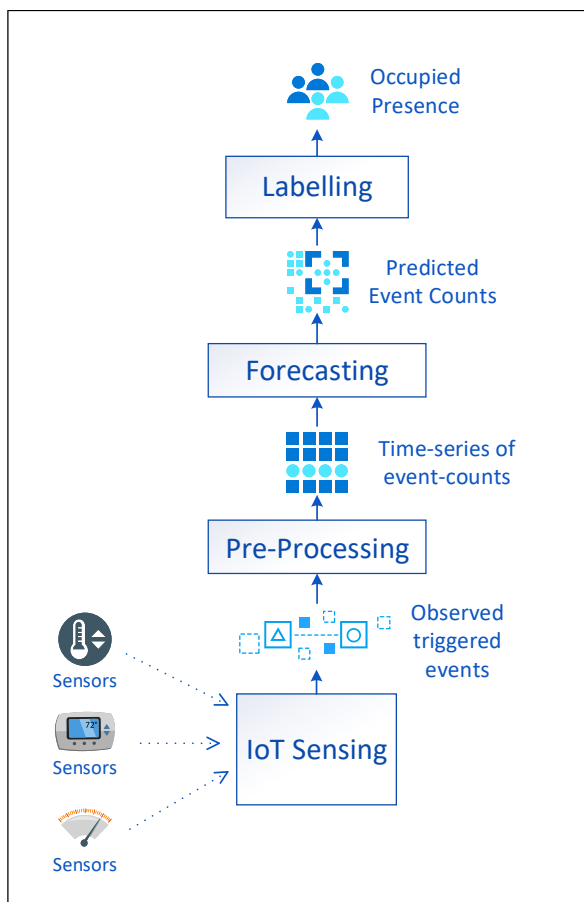 Occupied
Presence
Labelling
Predicted
Event Counts
Forecasting
Time-series of
event-counts
Pre-Processing
Observed
triggered
events
Sensors
72°
Sensors
IoT Sensing
Sensors